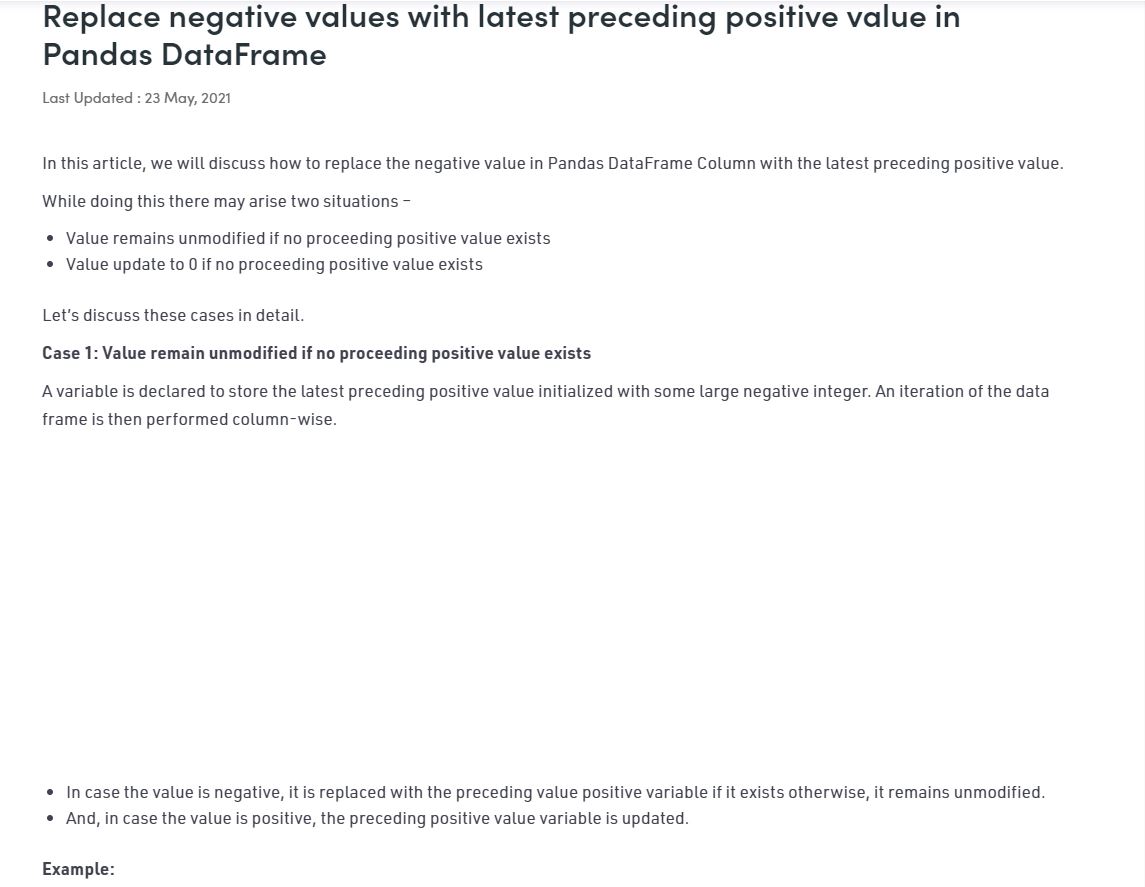 Replace negative values with latest preceding positive value in
Pandas DataFrame
Last Updated : 23 May, 2021
In this article, we will discuss how to replace the negative value in Pandas DataFrame Column with the latest preceding positive value.
While doing this there may arise two situations –
• Value remains unmodified if no proceeding positive value exists
• Value update to 0 if no proceeding positive value exists
Let’s discuss these cases in detail.
Case 1: Value remain unmodified if no proceeding positive value exists
A variable is declared to store the latest preceding positive value initialized with some large negative integer. An iteration of the data
frame is then performed column-wise.
• In case the value is negative, it is replaced with the preceding value positive variable if it exists otherwise, it remains unmodified.
• And, in case the value is positive, the preceding positive value variable is updated.
Example: